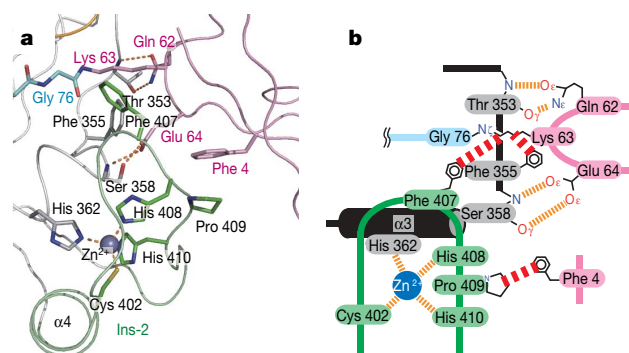 a
Gln 62
Lys 63
Gly 76
Thr 353
Phe 355
Phe 407
Glu 64
Phe 4
Ser 358
His 362
His 408
Pro 409
Zn2+
His 410
Cys 402
α4
Ins-2
b
N
Oε
Thr 353
Oγ
Nε
Gln 62
Gly 76
Nζ
Lys 63
Phe 355
Glu 64
Phe 407
N
Oε
α3
Ser 358
Oγ
Oε
His 362
His 408
Zn2+
Pro 409
N
Phe 4
Cys 402
His 410